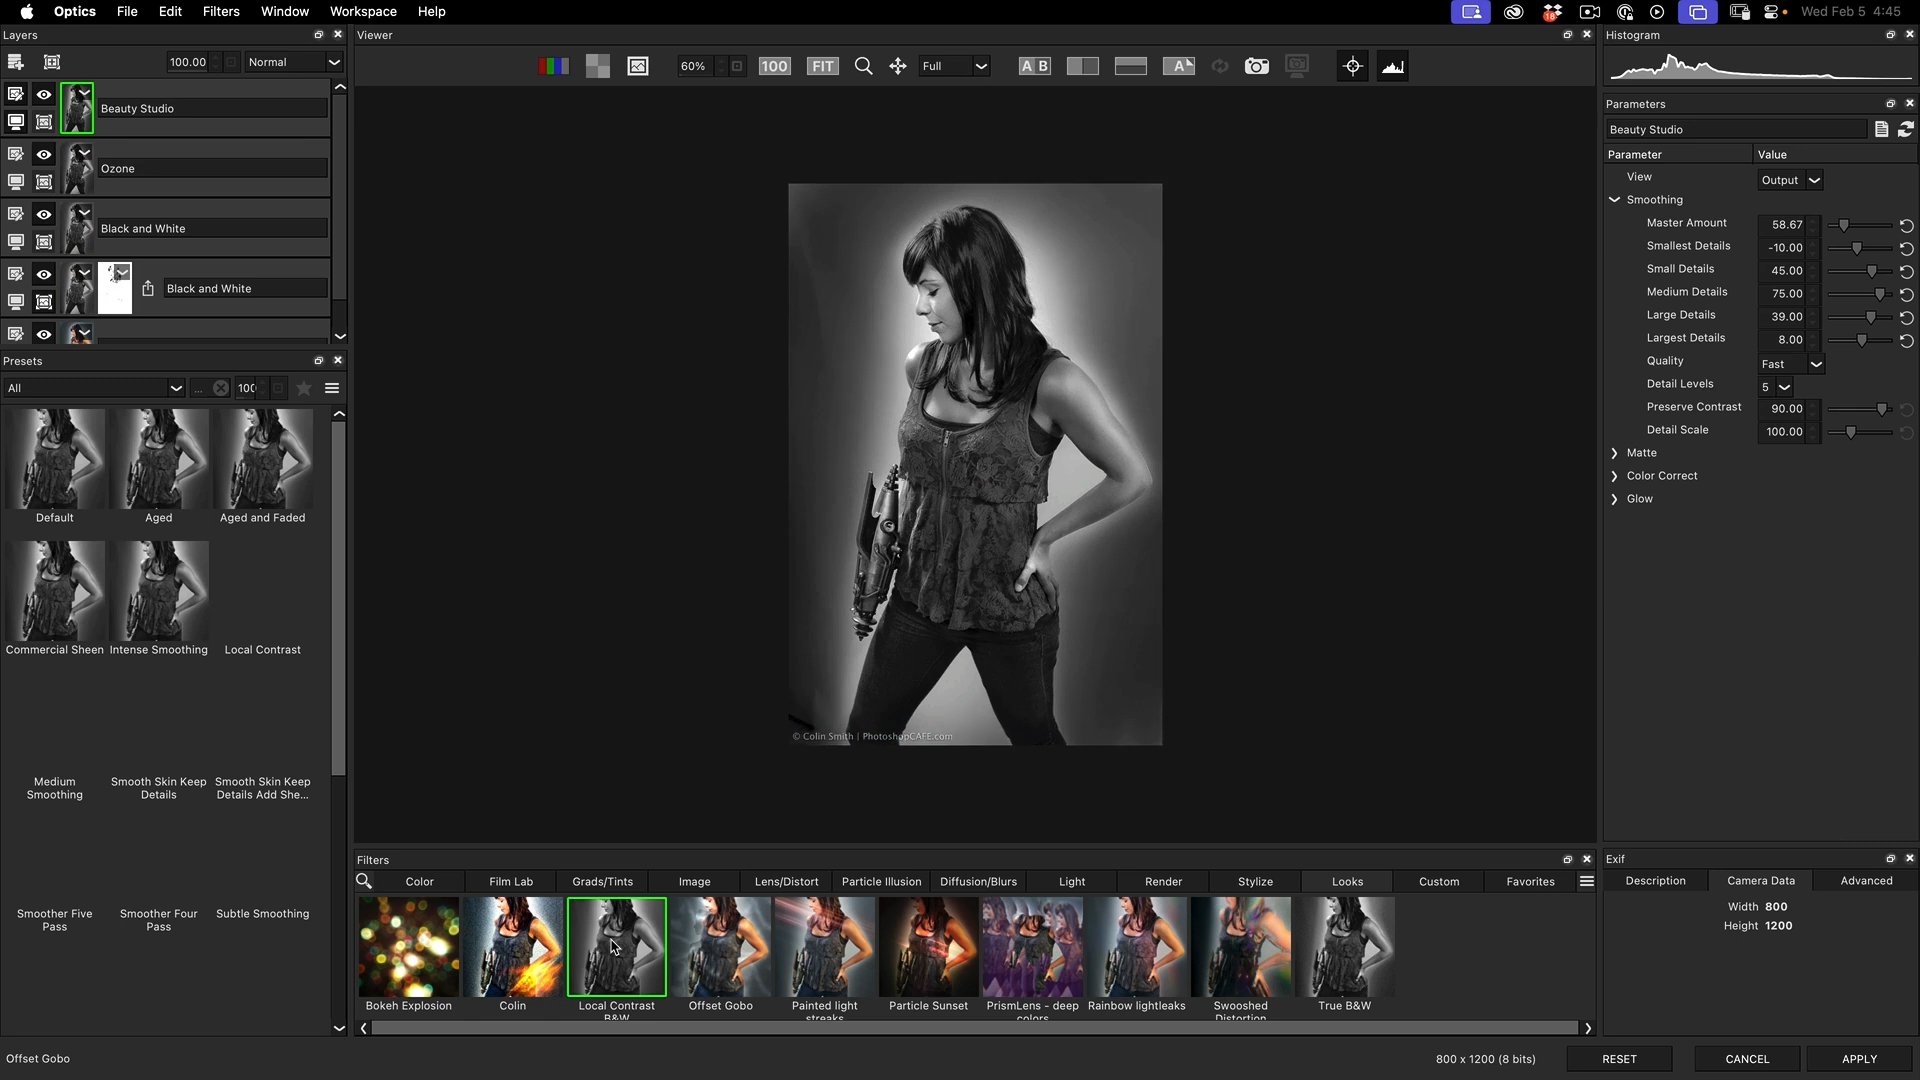 Optics File Edit Filters Window Workspace Help
18
Wed Feb 5 4:45
Layers
100.00 Normal
Beauty Studio
Ozone
Black and White
Black and White
Presets
All ... 100
Default Aged Aged and Faded
Commercial Sheen Intense Smoothing Local Contrast
Medium Smoothing
Smooth Skin Keep Details
Smooth Skin Keep Details Add She...
Smoother Five Pass
Smoother Four Pass
Subtle Smoothing
Viewer
60% 100 FIT Full A B A
© Colin Smith | PhotoshopCAFE.com
Filters
Color Film Lab Grads/Tints Image Lens/Distort Particle Illusion Diffusion/Blurs Light Render Stylize Looks Custom Favorites
Bokeh Explosion
Colin
Local Contrast B&W
Offset Gobo
Painted light streaks
Particle Sunset
PrismLens - deep colors
Rainbow lightleaks
Swooshed Distortion
True B&W
Histogram
Parameters
Beauty Studio
Parameter Value
View Output
Smoothing
Master Amount 58.67
Smallest Details -10.00
Small Details 45.00
Medium Details 75.00
Large Details 39.00
Largest Details 8.00
Quality Fast
Detail Levels 5
Preserve Contrast 90.00
Detail Scale 100.00
Matte
Color Correct
Glow
Exif
Description Camera Data Advanced
Width 800
Height 1200
Offset Gobo
800 x 1200 (8 bits) RESET CANCEL APPLY